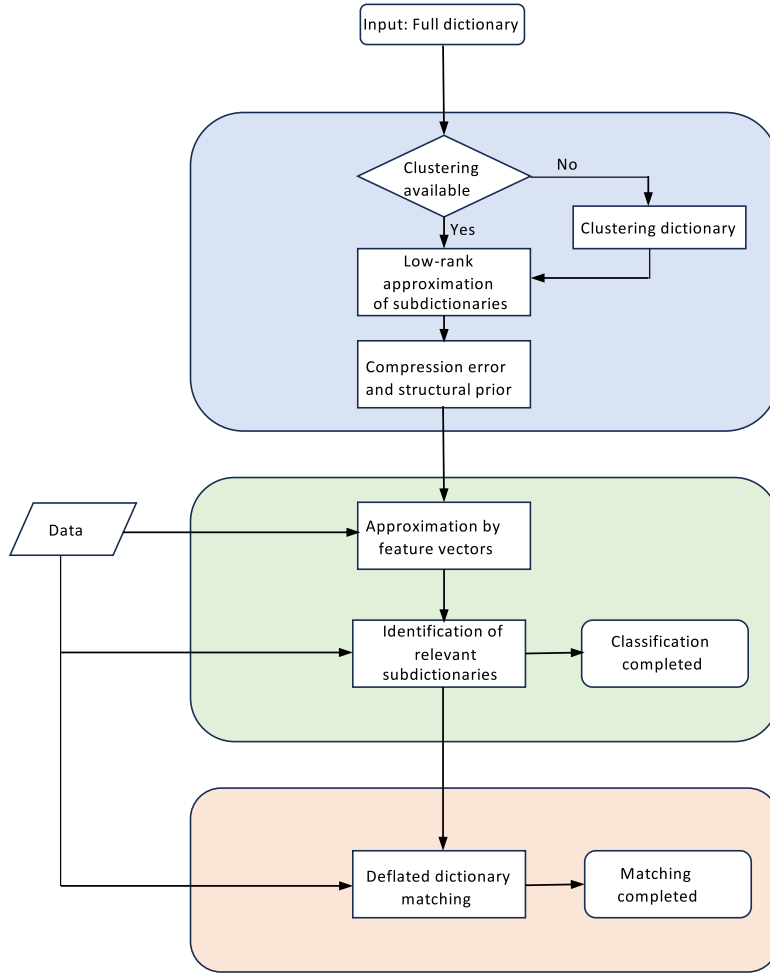 Input: Full dictionary
Clustering
available
No
Yes
Clustering dictionary
Low-rank
approximation
of subdictionaries
Compression error
and structural prior
Data
Approximation by
feature vectors
Identification of
relevant
subdictionaries
Classification
completed
Deflated dictionary
matching
Matching
completed